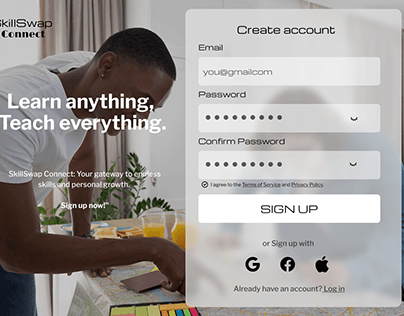 SkillSwap
Connect
Learn anything,
Teach everything.
SkillSwap Connect: Your gateway to endless
skills and personal growth.
Sign up now!"
Create account
Email
you@gmailcom
Password
Confirm Password
I agree to the Terms of Service and Privacy Policy.
SIGN UP
or Sign up with
Already have an account? Log in